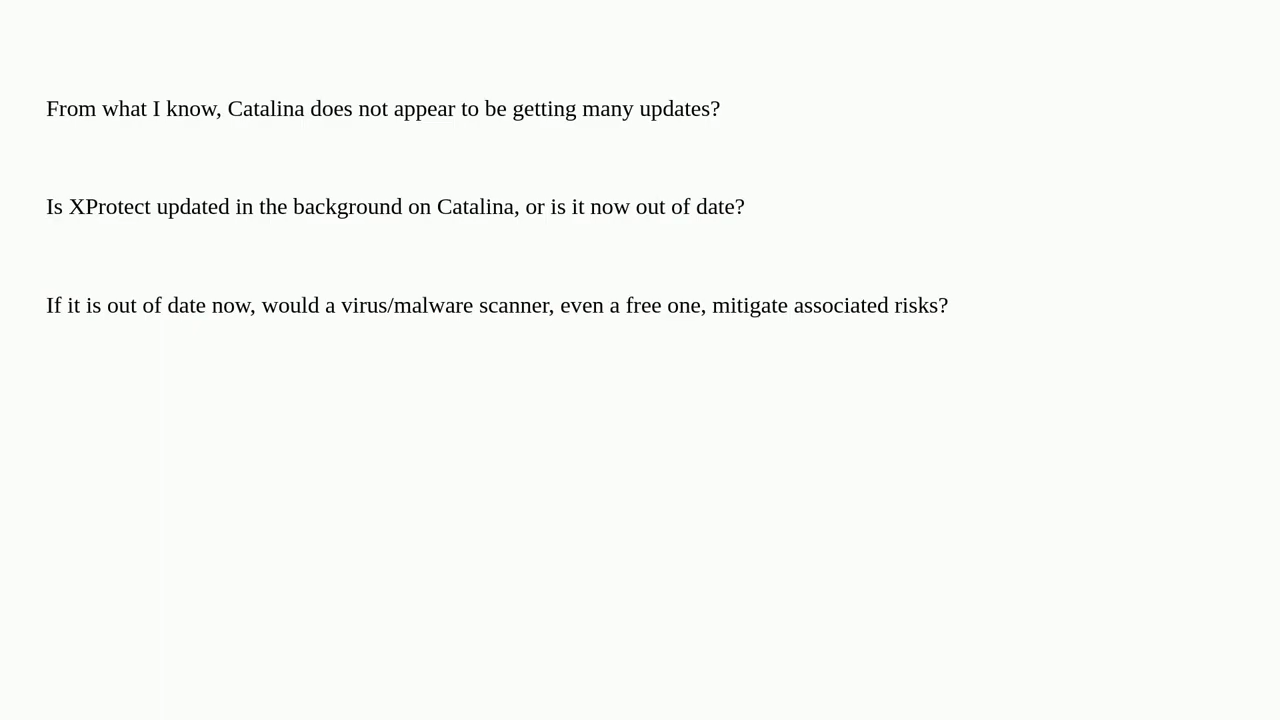 From what I know, Catalina does not appear to be getting many updates?
Is XProtect updated in the background on Catalina, or is it now out of date?
If it is out of date now, would a virus/malware scanner, even a free one, mitigate associated risks?